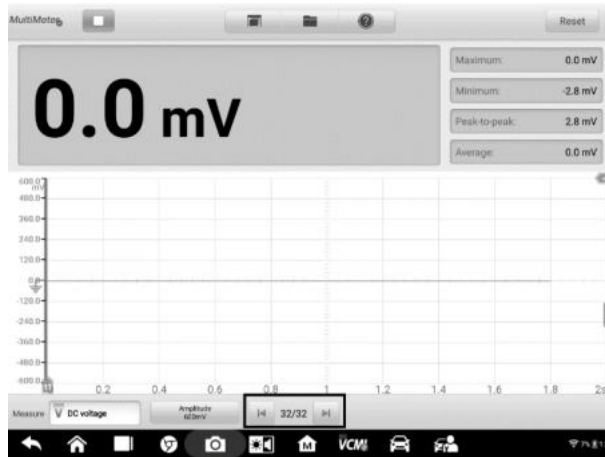 MultiMeter
Reset
0.0 mV
Maximum: 0.0 mV
Minimum: -2.8 mV
Peak-to-peak: 2.8 mV
Average: 0.0 mV
600.0
mV
480.0
360.0
240.0
120.0
0.0
-120.0
-240.0
-360.0
-480.0
-600.0
0.2 0.4 0.6 0.8 1 1.2 1.4 1.6 1.8 2s
Measure V DC voltage
Amplitude
600mV
32/32
VCMI